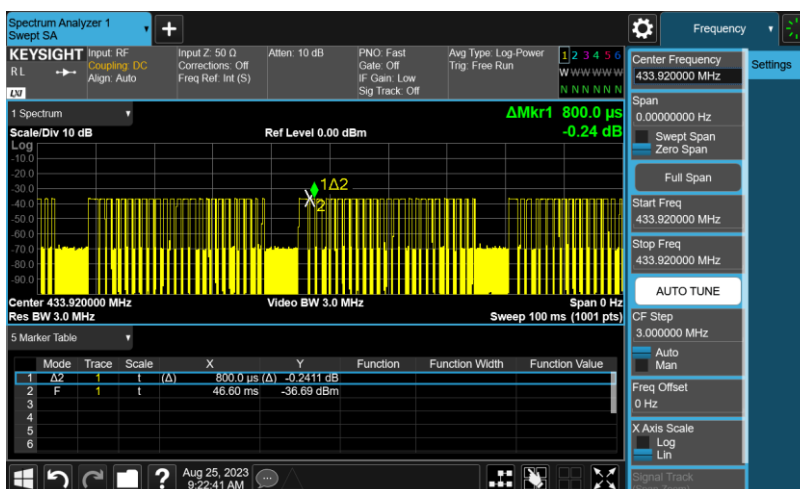 Spectrum Analyzer 1
Swept SA
+
Frequency
KEYSIGHT
RL
LXI
Input: RF
Coupling: DC
Align: Auto
Input Z: 50 Ω
Corrections: Off
Freq Ref: Int (S)
Atten: 10 dB
PNO: Fast
Gate: Off
IF Gain: Low
Sig Track: Off
Avg Type: Log-Power
Trig: Free Run
1 2 3 4 5 6
W W W W W W
N N N N N N
1 Spectrum
Scale/Div 10 dB
Ref Level 0.00 dBm
ΔMkr1 800.0 µs
-0.24 dB
Log
-10.0
-20.0
-30.0
-40.0
-50.0
-60.0
-70.0
-80.0
-90.0
1Δ2
2
Center 433.920000 MHz
Video BW 3.0 MHz
Span 0 Hz
Res BW 3.0 MHz
Sweep 100 ms (1001 pts)
5 Marker Table
Mode Trace Scale X Y Function Function Width Function Value
1 Δ2 1 t (Δ) 800.0 µs (Δ) -0.2411 dB
2 F 1 t 46.60 ms -36.69 dBm
3
4
5
6
?
Aug 25, 2023
9:22:41 AM
Center Frequency
433.920000 MHz
Settings
Span
0.00000000 Hz
Swept Span
Zero Span
Full Span
Start Freq
433.920000 MHz
Stop Freq
433.920000 MHz
AUTO TUNE
CF Step
3.000000 MHz
Auto
Man
Freq Offset
0 Hz
X Axis Scale
Log
Lin
Signal Track
(Span Zoom)